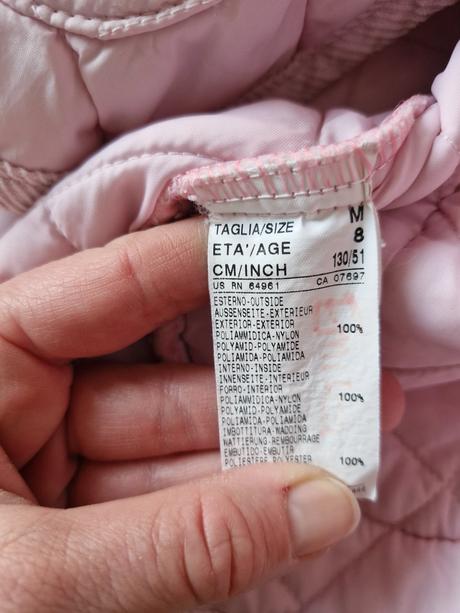 TAGLIA/SIZE M
ETA'/AGE 8
CM/INCH 130/51
US RN 64961 CA 07697
ESTERNO-OUTSIDE
AUSSENSEITE-EXTERIEUR
EXTERIOR-EXTERIOR
POLIAMMIDICA-NYLON 100%
POLYAMID-POLYAMIDE
POLIAMIDA-POLIAMIDA
INTERNO-INSIDE
INNENSEITE-INTERIEUR
FORRO-INTERIOR
POLIAMMIDICA-NYLON 100%
POLYAMID-POLYAMIDE
POLIAMIDA-POLIAMIDA
IMBOTTITURA-WADDING
WATTIERUNG-REMBOURRAGE
EMBUTIDO-EMBUTIR
POLIESTERE POLYESTER 100%